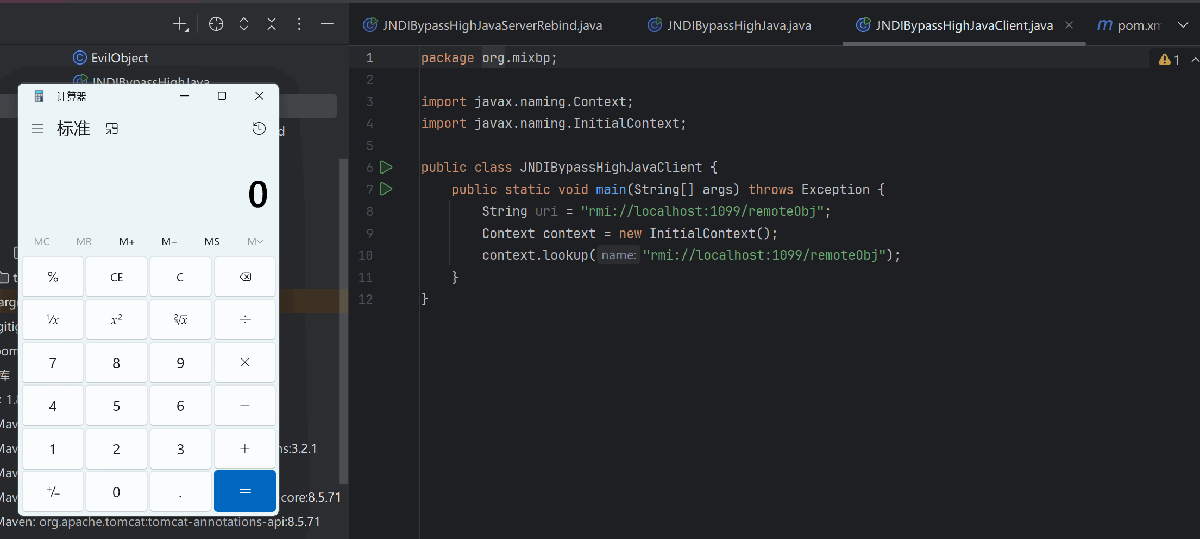 JNDIBypassHighJavaServerRebind.java
JNDIBypassHighJava.java
JNDIBypassHighJavaClient.java
pom.xm
EvilObject
JNDIBypassHighJava
计算器
标准
0
MC MR M+ M− MS M
% CE C
¹/x x² ²√x ÷
7 8 9 ×
4 5 6 −
1 2 3 +
+/− 0 . =
ns:3.2.1
core:8.5.71
Maven: org.apache.tomcat:tomcat-annotations-api:8.5.71
1
1 package org.mixbp;
2
3 import javax.naming.Context;
4 import javax.naming.InitialContext;
5
6 public class JNDIBypassHighJavaClient {
7 public static void main(String[] args) throws Exception {
8 String uri = "rmi://localhost:1099/remoteObj";
9 Context context = new InitialContext();
10 context.lookup( name: "rmi://localhost:1099/remoteObj");
11 }
12 }